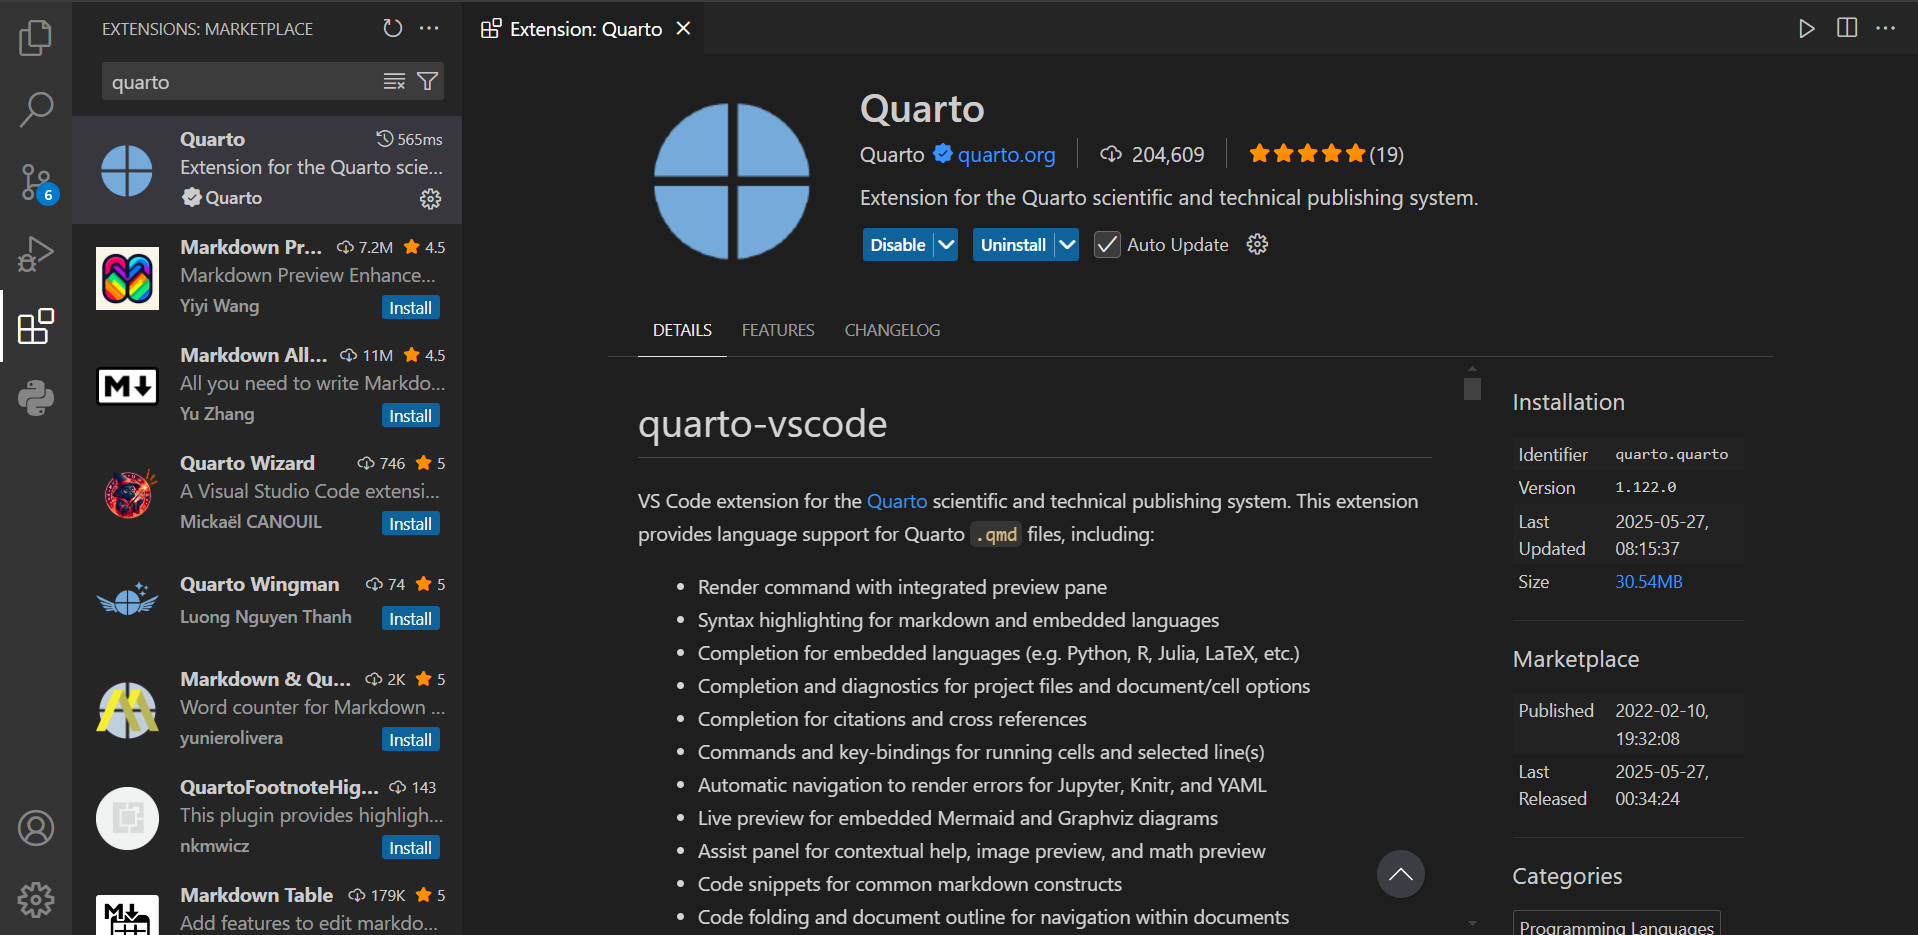 EXTENSIONS: MARKETPLACE
quarto
Quarto 565ms
Extension for the Quarto scie...
Quarto
Markdown Pr... 7.2M 4.5
Markdown Preview Enhance...
Yiyi Wang Install
Markdown All... 11M 4.5
All you need to write Markdo...
Yu Zhang Install
Quarto Wizard 746 5
A Visual Studio Code extensi...
Mickaël CANOUIL Install
Quarto Wingman 74 5
Luong Nguyen Thanh Install
Markdown & Qu... 2K 5
Word counter for Markdown ...
yunierolivera Install
QuartoFootnoteHig... 143
This plugin provides highligh...
nkmwicz Install
Markdown Table 179K 5
Add features to edit markdo...
6
M
M
Extension: Quarto
Quarto
Quarto quarto.org 204,609 (19)
Extension for the Quarto scientific and technical publishing system.
Disable Uninstall Auto Update
DETAILS FEATURES CHANGELOG
quarto-vscode
VS Code extension for the Quarto scientific and technical publishing system. This extension
provides language support for Quarto .qmd files, including:
• Render command with integrated preview pane
• Syntax highlighting for markdown and embedded languages
• Completion for embedded languages (e.g. Python, R, Julia, LaTeX, etc.)
• Completion and diagnostics for project files and document/cell options
• Completion for citations and cross references
• Commands and key-bindings for running cells and selected line(s)
• Automatic navigation to render errors for Jupyter, Knitr, and YAML
• Live preview for embedded Mermaid and Graphviz diagrams
• Assist panel for contextual help, image preview, and math preview
• Code snippets for common markdown constructs
• Code folding and document outline for navigation within documents
Installation
Identifier quarto.quarto
Version 1.122.0
Last Updated 2025-05-27, 08:15:37
Size 30.54MB
Marketplace
Published 2022-02-10, 19:32:08
Last Released 2025-05-27, 00:34:24
Categories
Programming Languages